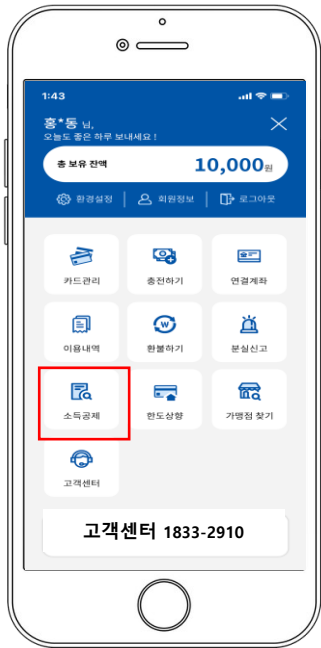 1:43
홍*동 님,
오늘도 좋은 하루 보내세요 !
총 보유 잔액 10,000원
환경설정 회원정보 로그아웃
카드관리 충전하기 연결계좌
이용내역 환불하기 분실신고
소득공제 한도상향 가맹점 찾기
고객센터
고객센터 1833-2910